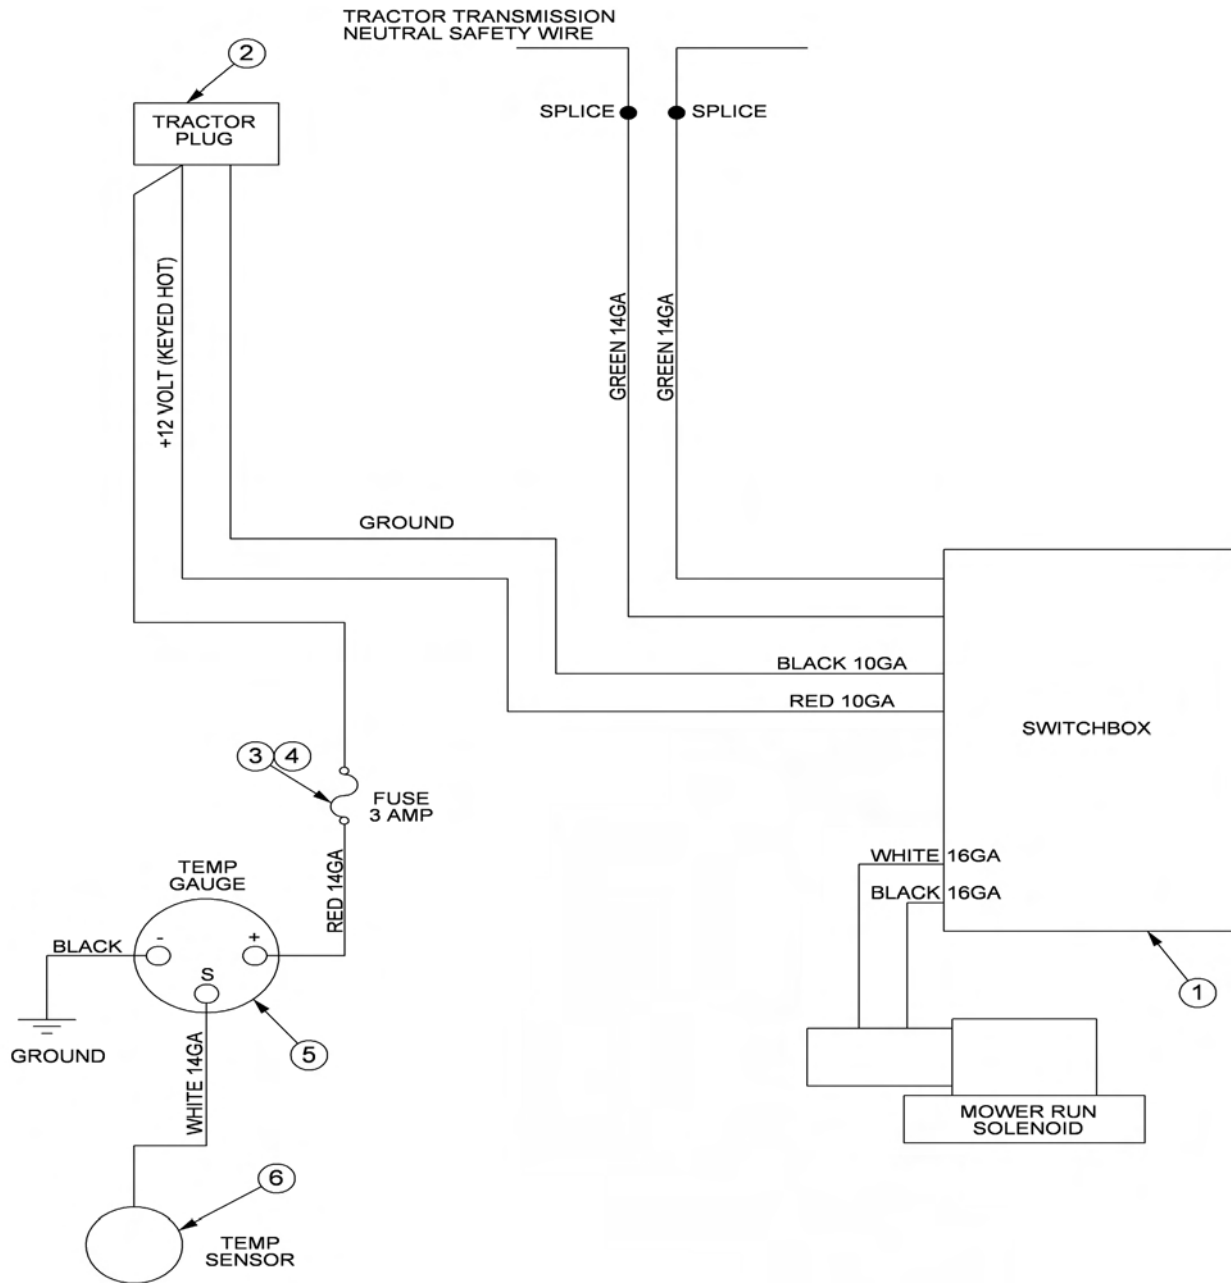 TRACTOR TRANSMISSION
NEUTRAL SAFETY WIRE
2
TRACTOR
PLUG
SPLICE
SPLICE
+12 VOLT (KEYED HOT)
GREEN 14GA
GREEN 14GA
GROUND
BLACK 10GA
RED 10GA
SWITCHBOX
3
4
FUSE
3 AMP
RED 14GA
TEMP
GAUGE
BLACK
-
+
S
GROUND
5
WHITE 14GA
WHITE 16GA
BLACK 16GA
1
MOWER RUN
SOLENOID
6
TEMP
SENSOR